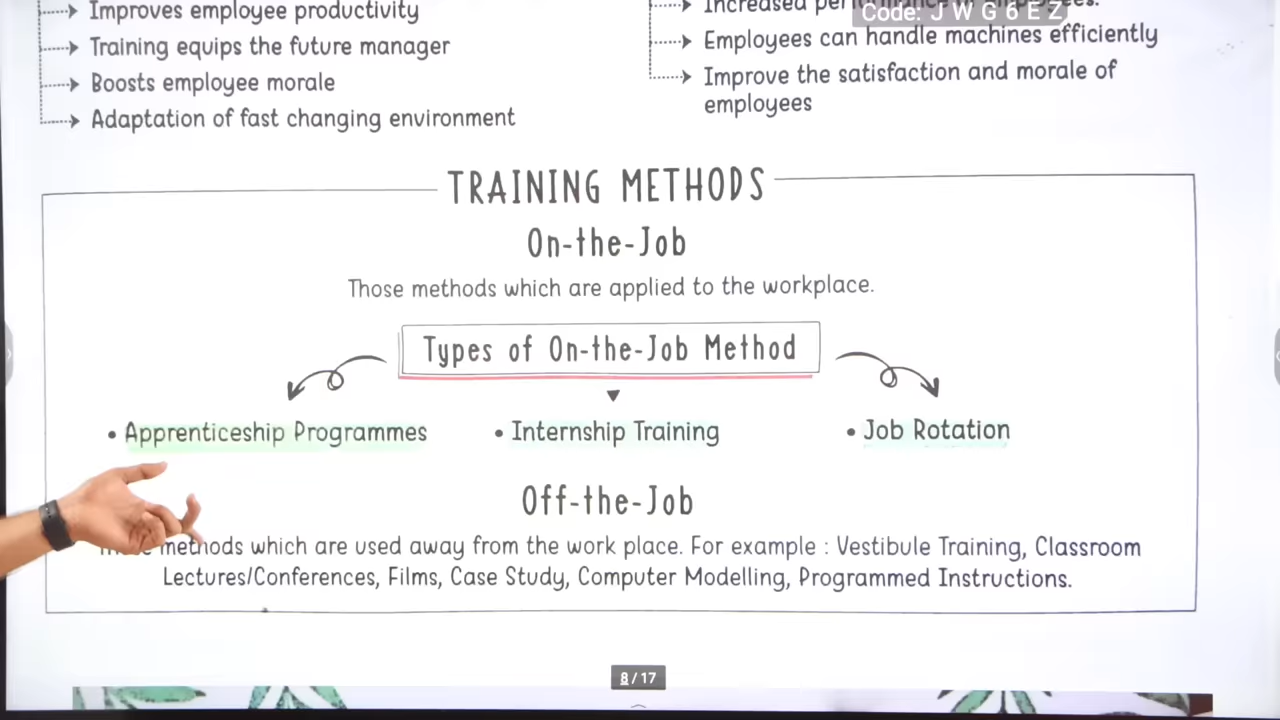 Improves employee productivity
Training equips the future manager
Boosts employee morale
Adaptation of fast changing environment
Increased
Code: J W G 6 E Z
Employees can handle machines efficiently
Improve the satisfaction and morale of
employees
TRAINING METHODS
On-the-Job
Those methods which are applied to the workplace.
Types of On-the-Job Method
• Apprenticeship Programmes
• Internship Training
• Job Rotation
Off-the-Job
methods which are used away from the work place. For example : Vestibule Training, Classroom
Lectures/Conferences, Films, Case Study, Computer Modelling, Programmed Instructions.
8 / 17